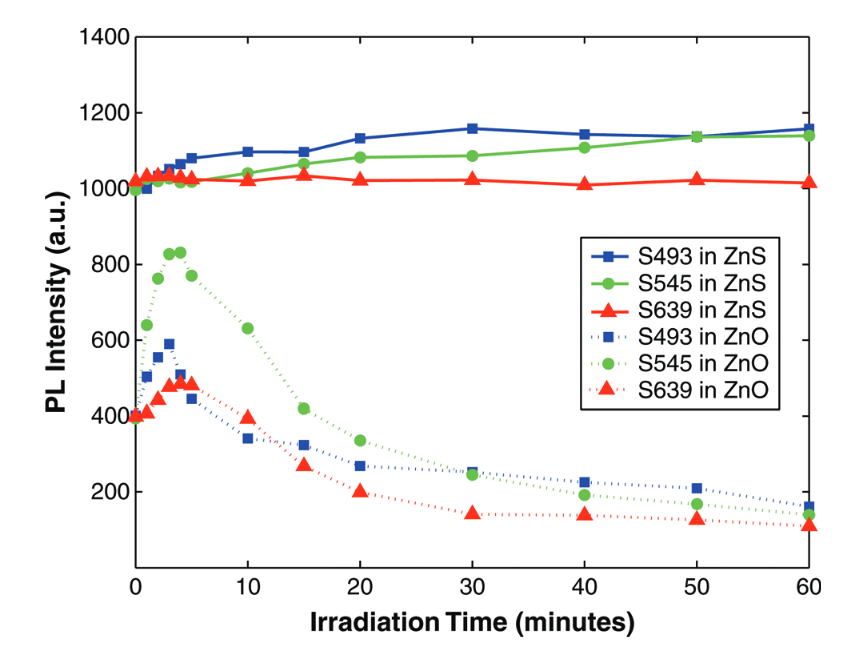 1400
1200
1000
800
600
400
200
PL Intensity (a.u.)
S493 in ZnS
S545 in ZnS
S639 in ZnS
S493 in ZnO
S545 in ZnO
S639 in ZnO
0 10 20 30 40 50 60
Irradiation Time (minutes)